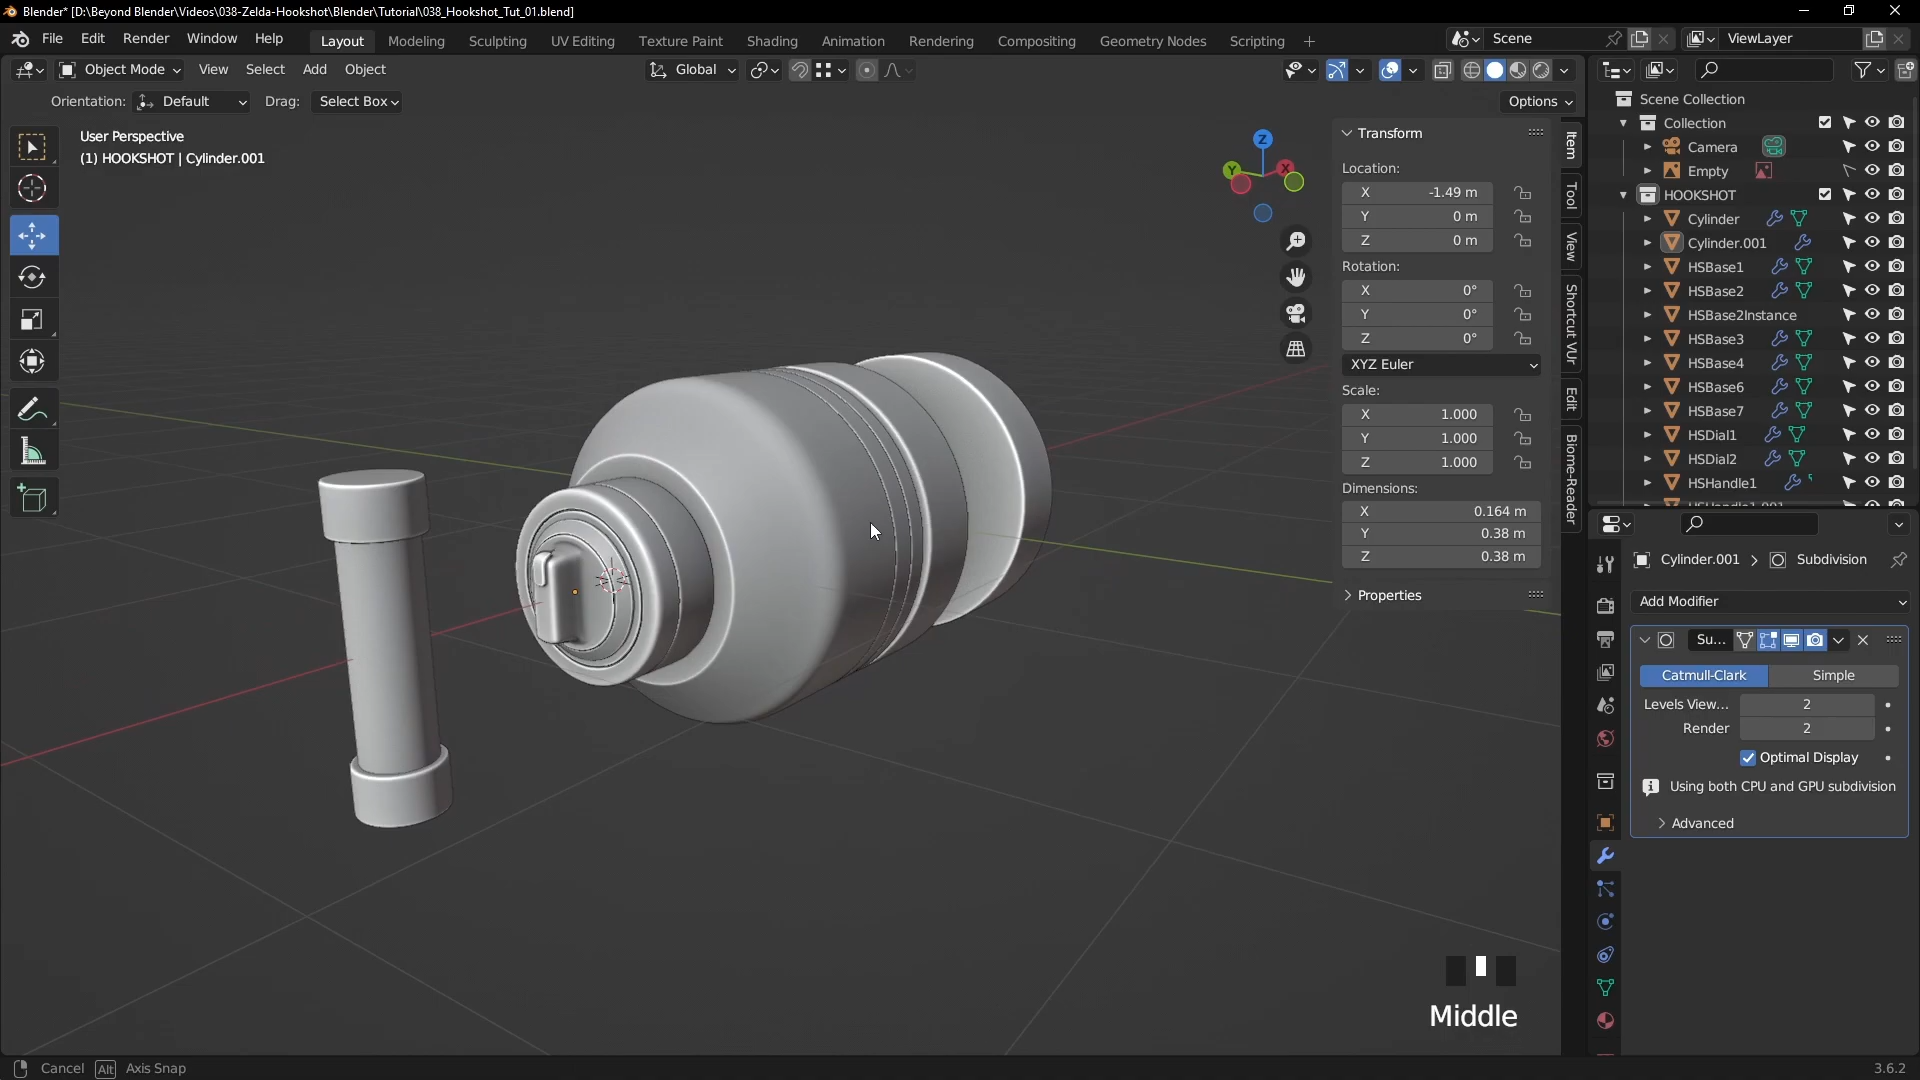 Blender* [D:\Beyond Blender\Videos\038-Zelda-Hookshot\Blender\Tutorial\038_Hookshot_Tut_01.blend]
File Edit Render Window Help Layout Modeling Sculpting UV Editing Texture Paint Shading Animation Rendering Compositing Geometry Nodes Scripting + Scene ViewLayer
Object Mode View Select Add Object Global
Orientation: Default Drag: Select Box Options
User Perspective
(1) HOOKSHOT | Cylinder.001
Z
Y
X
Transform
Location:
X -1.49 m
Y 0 m
Z 0 m
Rotation:
X 0°
Y 0°
Z 0°
XYZ Euler
Scale:
X 1.000
Y 1.000
Z 1.000
Dimensions:
X 0.164 m
Y 0.38 m
Z 0.38 m
Properties
Item
Tool
View
Shortcut VUr
Edit
Biome-Reader
Scene Collection
Collection
Camera
Empty
HOOKSHOT
Cylinder
Cylinder.001
HSBase1
HSBase2
HSBase2Instance
HSBase3
HSBase4
HSBase6
HSBase7
HSDial1
HSDial2
HSHandle1
Cylinder.001 > Subdivision
Add Modifier
Su...
Catmull-Clark Simple
Levels View... 2
Render 2
Optimal Display
Using both CPU and GPU subdivision
Advanced
Middle
Cancel Alt Axis Snap
3.6.2